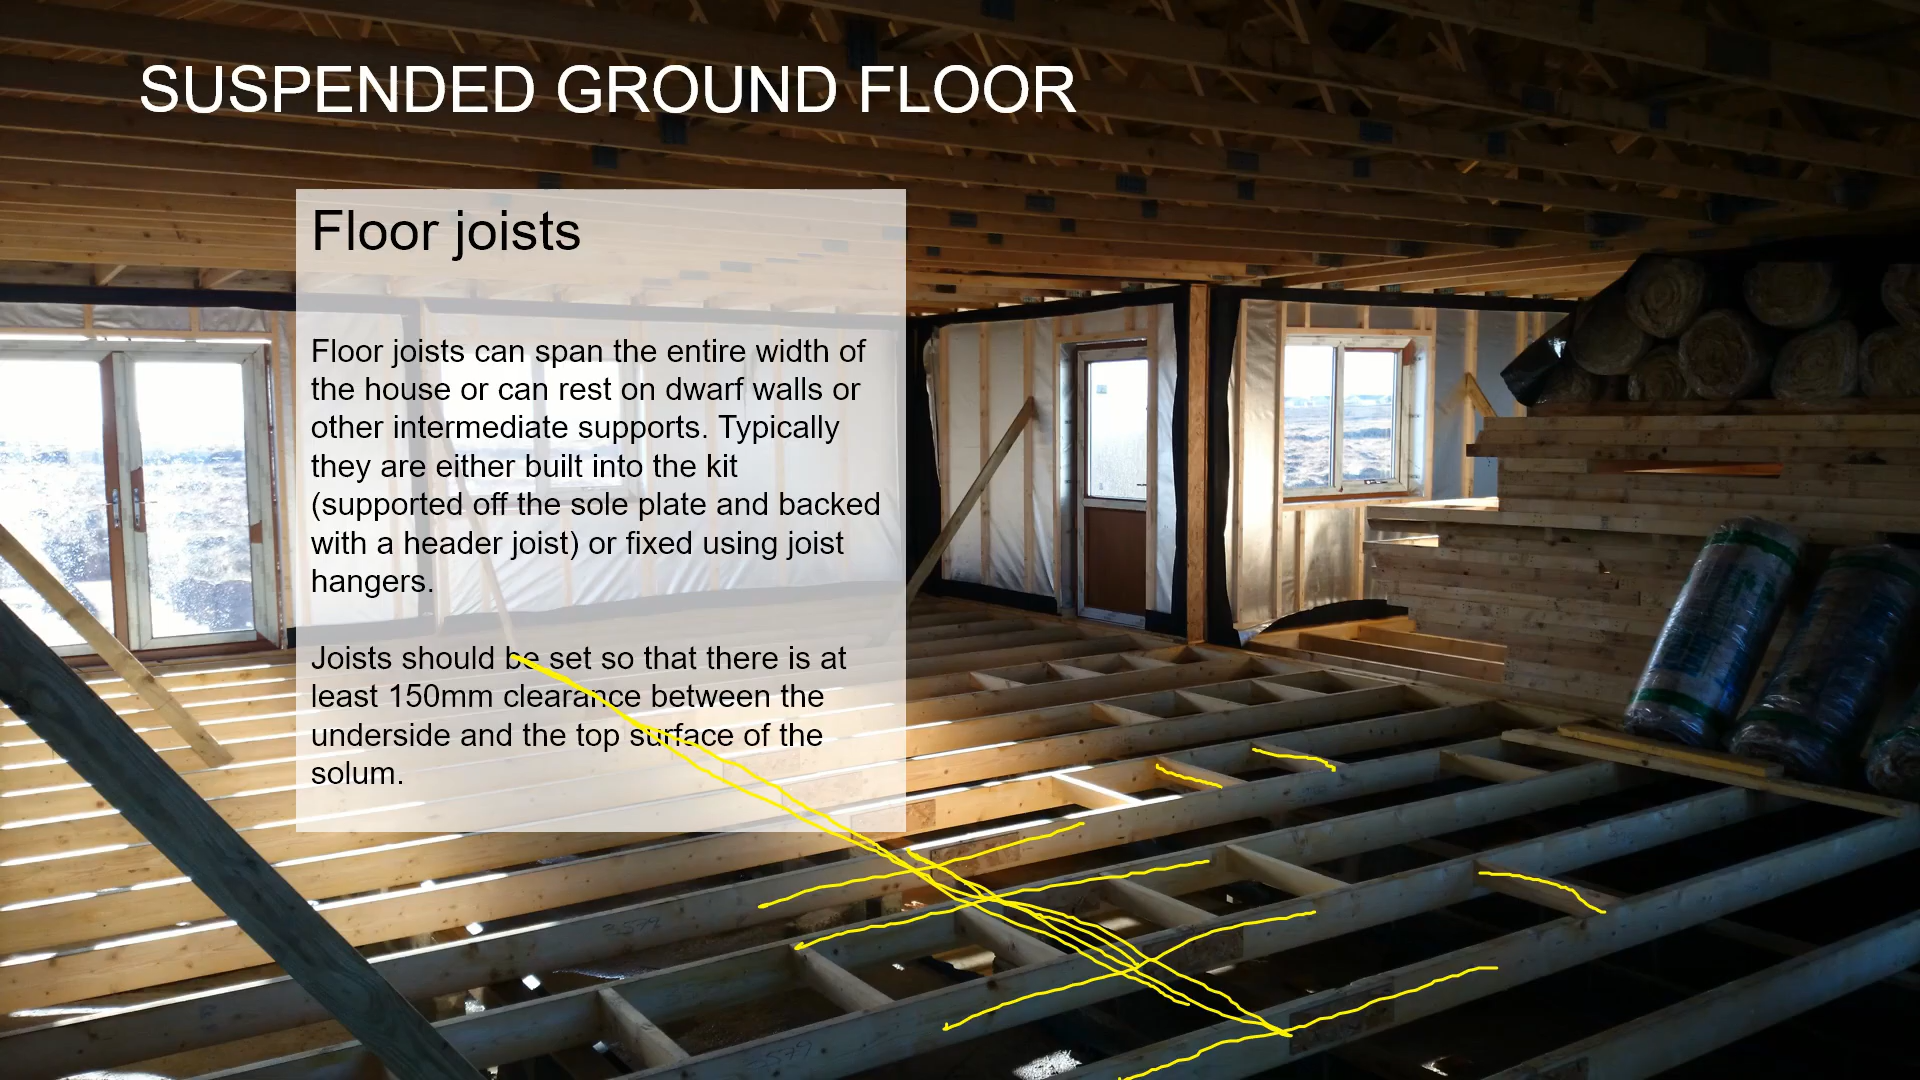 SUSPENDED GROUND FLOOR
Floor joists
Floor joists can span the entire width of
the house or can rest on dwarf walls or
other intermediate supports. Typically
they are either built into the kit
(supported off the sole plate and backed
with a header joist) or fixed using joist
hangers.
Joists should be set so that there is at
least 150mm clearance between the
underside and the top surface of the
solum.